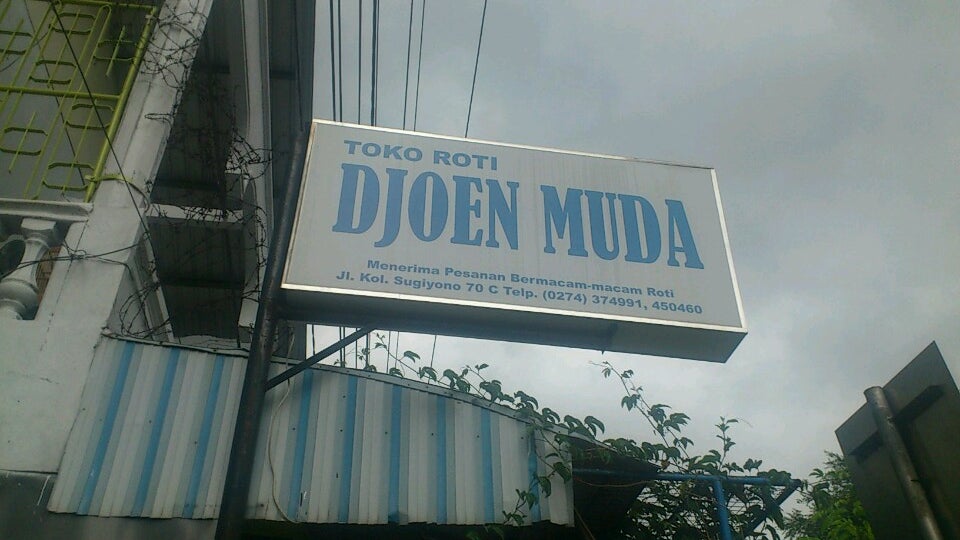 TOKO ROTI
DJOEN MUDA
Menerima Pesanan Bermacam-macam Roti
Jl. Kol. Sugiyono 70 C Telp. (0274) 374991, 450460